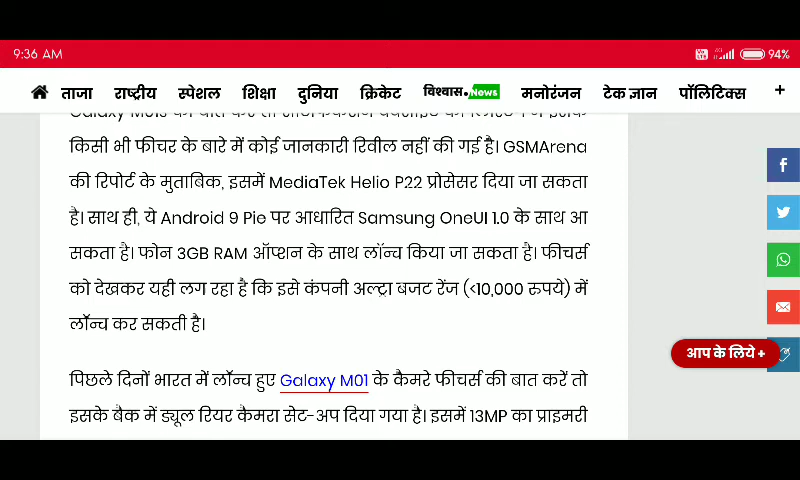 9:36 AM
94%
ताजा राष्ट्रीय स्पेशल शिक्षा दुनिया क्रिकेट विश्वास.News मनोरंजन टेक ज्ञान पॉलिटिक्स +
किसी भी फीचर के बारे में कोई जानकारी रिवील नहीं की गई है। GSMArena
की रिपोर्ट के मुताबिक, इसमें MediaTek Helio P22 प्रोसेसर दिया जा सकता
है। साथ ही, ये Android 9 Pie पर आधारित Samsung OneUI 1.0 के साथ आ
सकता है। फोन 3GB RAM ऑप्शन के साथ लॉन्च किया जा सकता है। फीचर्स
को देखकर यही लग रहा है कि इसे कंपनी अल्ट्रा बजट रेंज (<10,000 रुपये) में
लॉन्च कर सकती है।
आप के लिये +
पिछले दिनों भारत में लॉन्च हुए Galaxy M01 के कैमरे फीचर्स की बात करें तो
इसके बैक में ड्यूल रियर कैमरा सेट-अप दिया गया है। इसमें 13MP का प्राइमरी